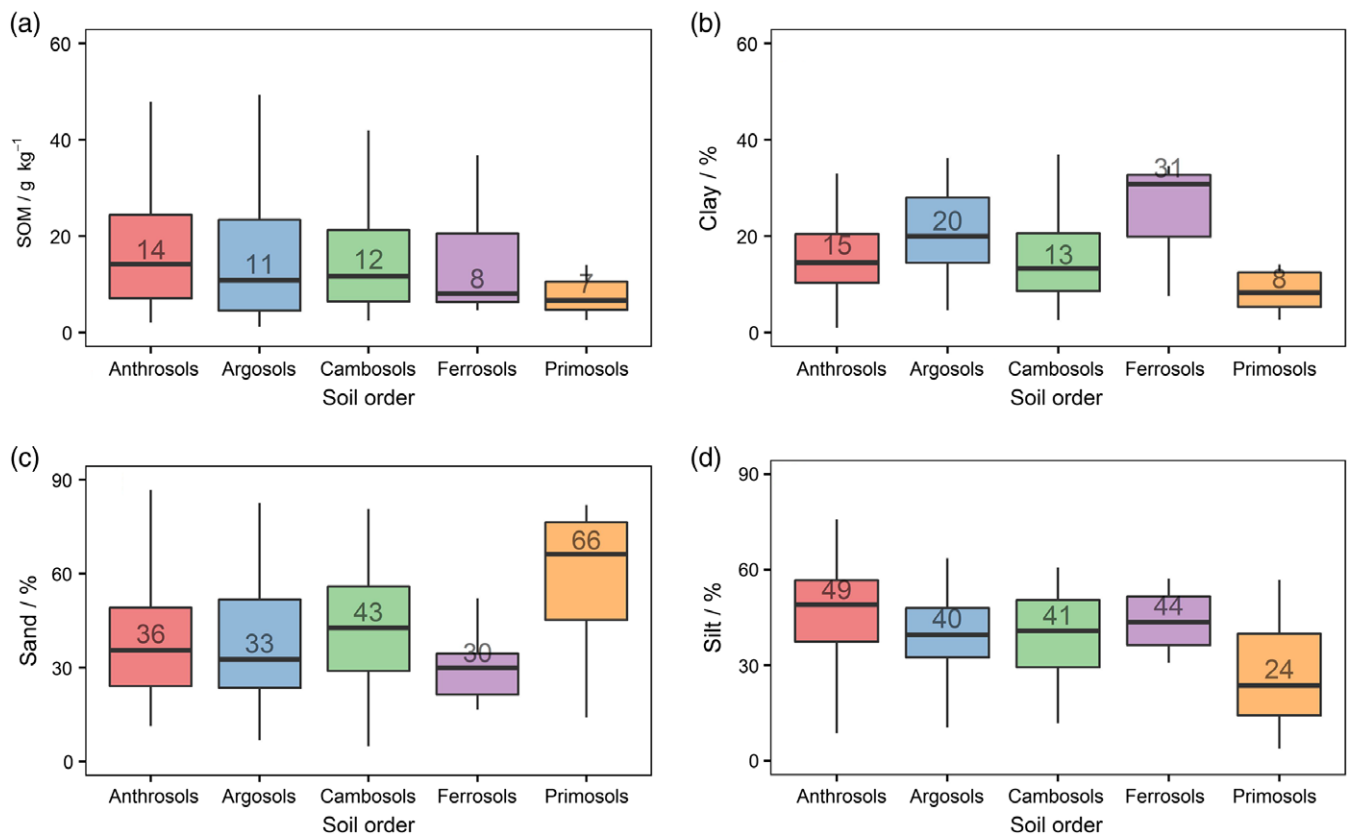 (a)
60
40
20
0
SOM / g kg⁻¹
14
11
12
8
7
Anthrosols Argosols Cambosols Ferrosols Primosols
Soil order
(b)
60
40
20
0
Clay / %
15
20
13
31
8
Anthrosols Argosols Cambosols Ferrosols Primosols
Soil order
(c)
90
60
30
0
Sand / %
36
33
43
30
66
Anthrosols Argosols Cambosols Ferrosols Primosols
Soil order
(d)
90
60
30
0
Silt / %
49
40
41
44
24
Anthrosols Argosols Cambosols Ferrosols Primosols
Soil order